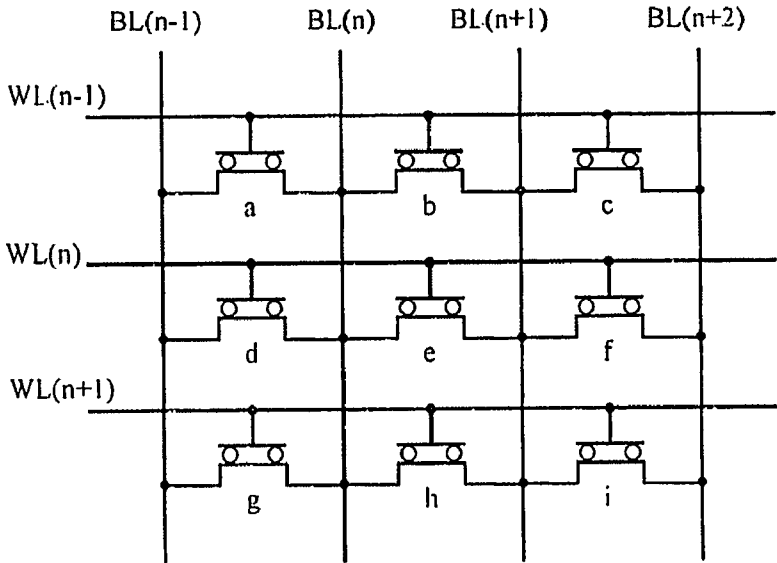 BL(n-1) BL(n) BL(n+1) BL(n+2)
WL(n-1)
a b c
WL(n)
d e f
WL(n+1)
g h i